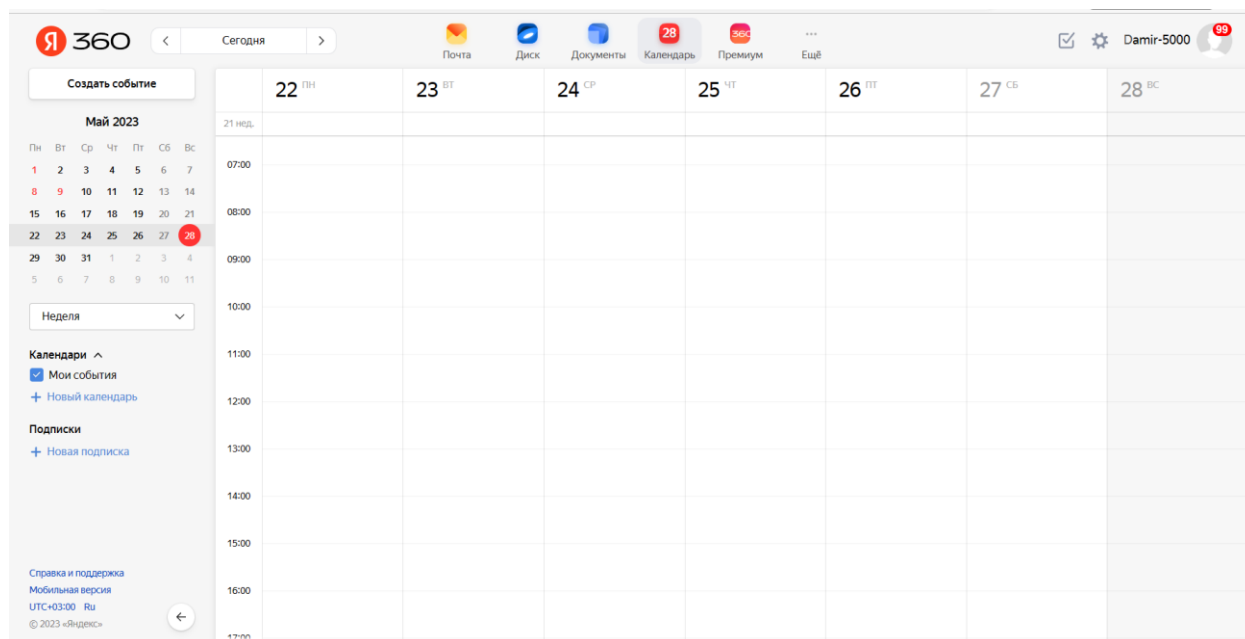 Я 360
Сегодня
Почта
Диск
Документы
28
Календарь
360
Премиум
Ещё
Damir-5000
99
Создать событие
Май 2023
Пн Вт Ср Чт Пт Сб Вс
1 2 3 4 5 6 7
8 9 10 11 12 13 14
15 16 17 18 19 20 21
22 23 24 25 26 27 28
29 30 31 1 2 3 4
5 6 7 8 9 10 11
Неделя
Календари
Мои события
+ Новый календарь
Подписки
+ Новая подписка
Справка и поддержка
Мобильная версия
UTC+03:00 Ru
© 2023 «Яндекс»
22 ПН 23 ВТ 24 СР 25 ЧТ 26 ПТ 27 СБ 28 ВС
21 нед.
07:00
08:00
09:00
10:00
11:00
12:00
13:00
14:00
15:00
16:00
17:00